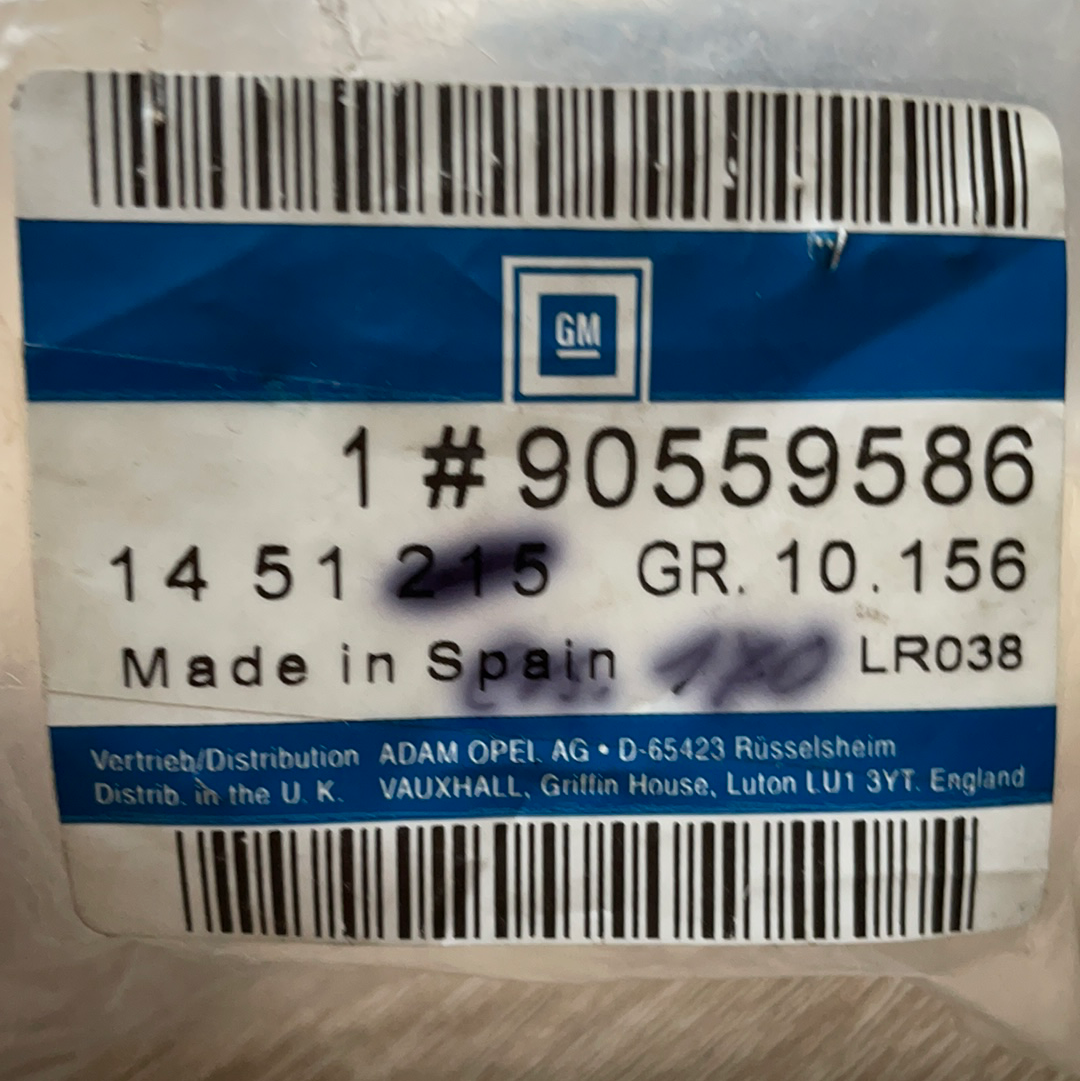 GM
1 # 90559586
14 51 215 GR. 10.156
Made in Spain LR038
Vertrieb/Distribution ADAM OPEL AG • D-65423 Rüsselsheim
Distrib. in the U. K. VAUXHALL, Griffin House, Luton LU1 3YT. England